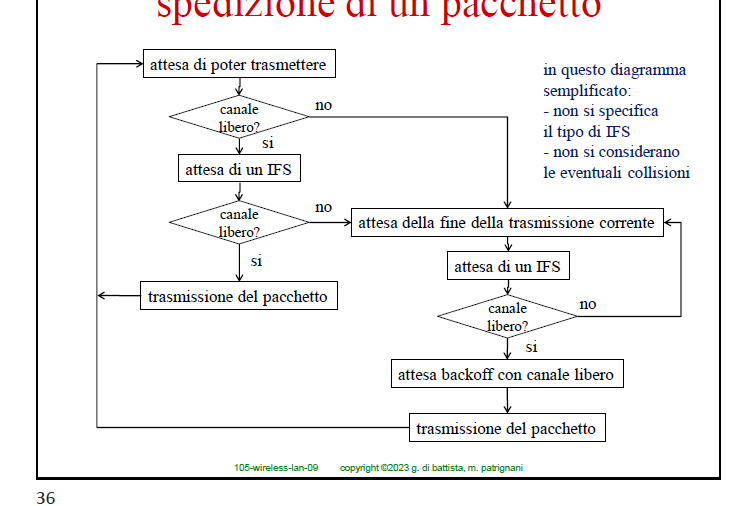 spedizione di un pacchetto
attesa di poter trasmettere
canale
libero?
no
si
attesa di un IFS
canale
libero?
no
si
trasmissione del pacchetto
in questo diagramma
semplificato:
- non si specifica
il tipo di IFS
- non si considerano
le eventuali collisioni
attesa della fine della trasmissione corrente
attesa di un IFS
canale
libero?
no
si
attesa backoff con canale libero
trasmissione del pacchetto
105-wireless-lan-09 copyright ©2023 g. di battista, m. patrignani
36